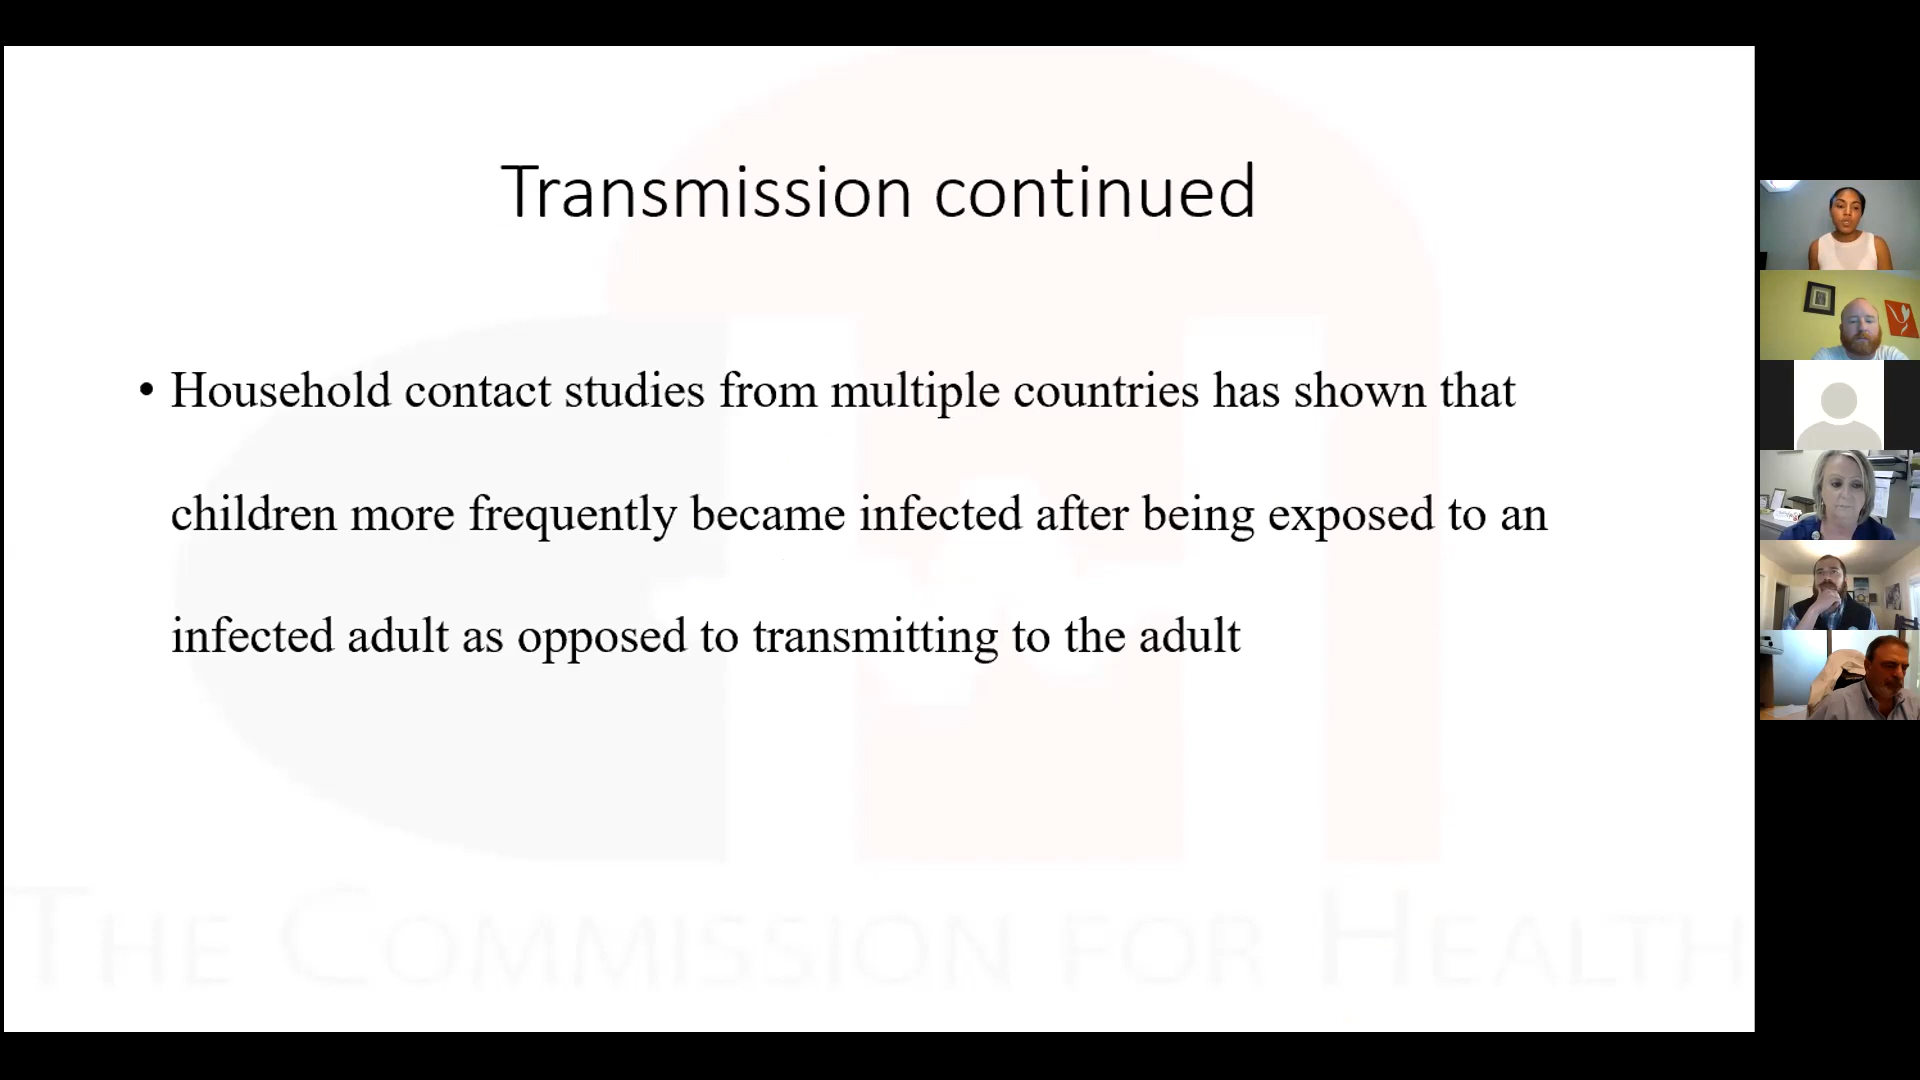 Transmission continued
• Household contact studies from multiple countries has shown that
children more frequently became infected after being exposed to an
infected adult as opposed to transmitting to the adult
THE COMMISSION FOR HEALTH